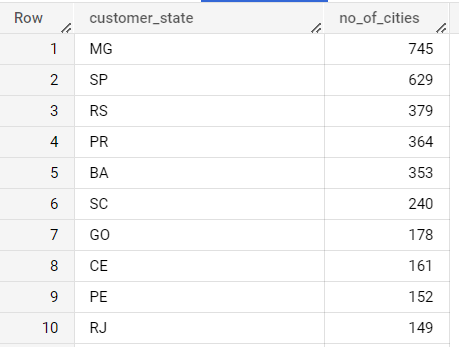 Row customer_state no_of_cities
1 MG 745
2 SP 629
3 RS 379
4 PR 364
5 BA 353
6 SC 240
7 GO 178
8 CE 161
9 PE 152
10 RJ 149